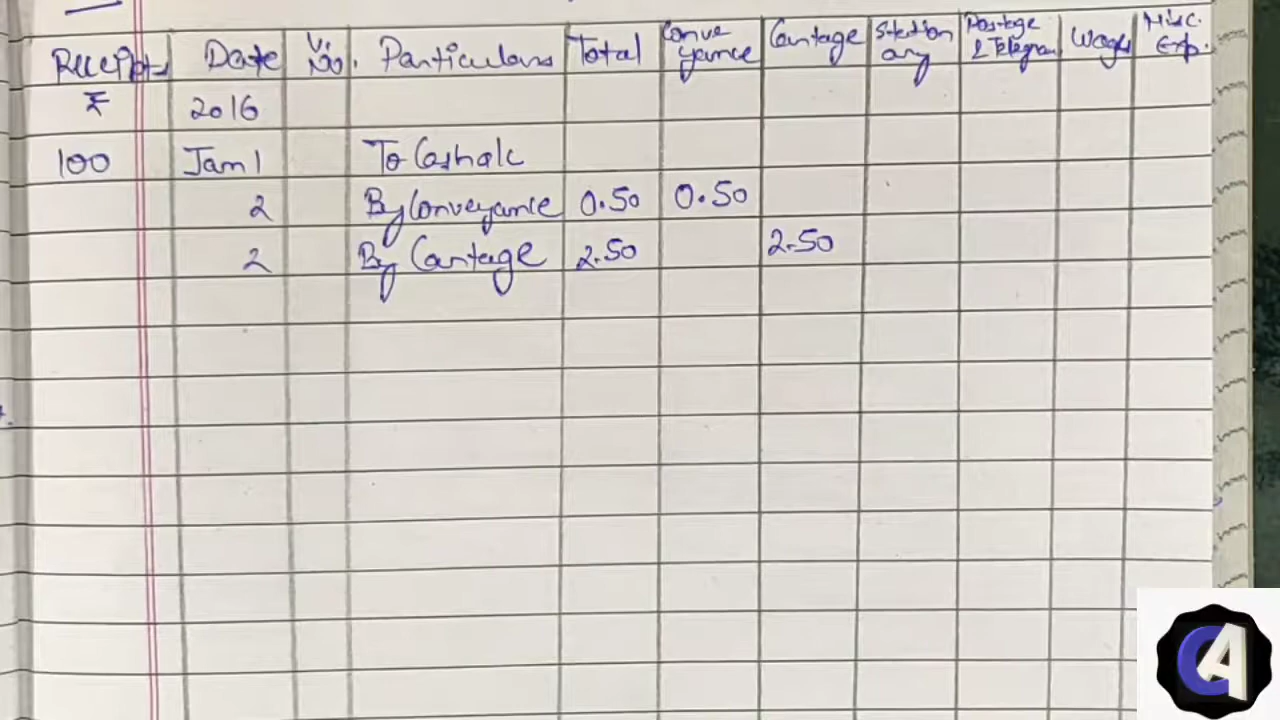 Receipts Date V. No. Particulars Total Conveyance Cartage Stationary Postage & Telegram Wages Misc. Exp.
₹ 2016
100 Jan 1 To Cash a/c
2 By Conveyance 0.50 0.50
2 By Cartage 2.50 2.50
CA